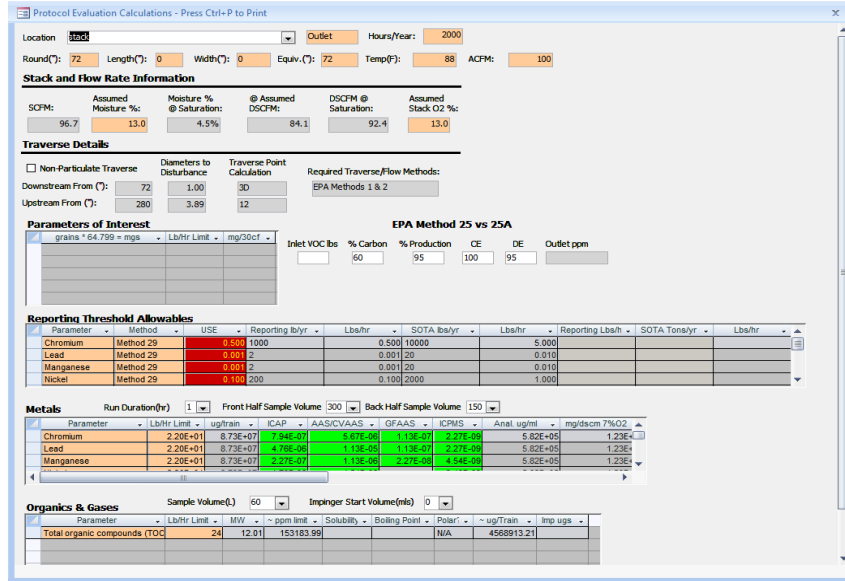 Protocol Evaluation Calculations - Press Ctrl+P to Print x
Location stack Outlet Hours/Year: 2000
Round("): 72 Length("): 0 Width("): 0 Equiv.("): 72 Temp(F): 88 ACFM: 100
Stack and Flow Rate Information
SCFM: Assumed Moisture %: Moisture % @ Saturation: @ Assumed DSCFM: DSCFM @ Saturation: Assumed Stack O2 %:
96.7 13.0 4.5% 84.1 92.4 13.0
Traverse Details
Non-Particulate Traverse Diameters to Disturbance Traverse Point Calculation Required Traverse/Flow Methods:
Downstream From ("): 72 1.00 3D EPA Methods 1 & 2
Upstream From ("): 280 3.89 12
Parameters of Interest EPA Method 25 vs 25A
grains * 64.799 = mgs Lb/Hr Limit mg/30cf
Inlet VOC lbs % Carbon % Production CE DE Outlet ppm
60 95 100 95
Reporting Threshold Allowables
Parameter Method USE Reporting lb/yr Lbs/hr SOTA lbs/yr Lbs/hr Reporting Lbs/h SOTA Tons/yr Lbs/hr
Chromium Method 29 0.500 1000 0.500 10000 5.000
Lead Method 29 0.001 2 0.001 20 0.010
Manganese Method 29 0.001 2 0.001 20 0.010
Nickel Method 29 0.100 200 0.100 2000 1.000
Metals Run Duration(hr) 1 Front Half Sample Volume 300 Back Half Sample Volume 150
Parameter Lb/Hr Limit ug/train ICAP AAS/CVAAS GFAAS ICPMS Anal. ug/ml mg/dscm 7%O2
Chromium 2.20E+01 8.73E+07 7.94E-07 5.67E-06 1.13E-07 2.27E-09 5.82E+05 1.23E+
Lead 2.20E+01 8.73E+07 4.76E-06 1.13E-05 1.13E-07 2.27E-09 5.82E+05 1.23E+
Manganese 2.20E+01 8.73E+07 2.27E-07 1.13E-06 2.27E-08 4.54E-09 5.82E+05 1.23E+
Organics & Gases Sample Volume(L) 60 Impinger Start Volume(mls) 0
Parameter Lb/Hr Limit MW ~ ppm limit Solubility Boiling Point Polar? ~ ug/Train Imp ugs
Total organic compounds (TOC 24 12.01 153183.99 N/A 4568913.21